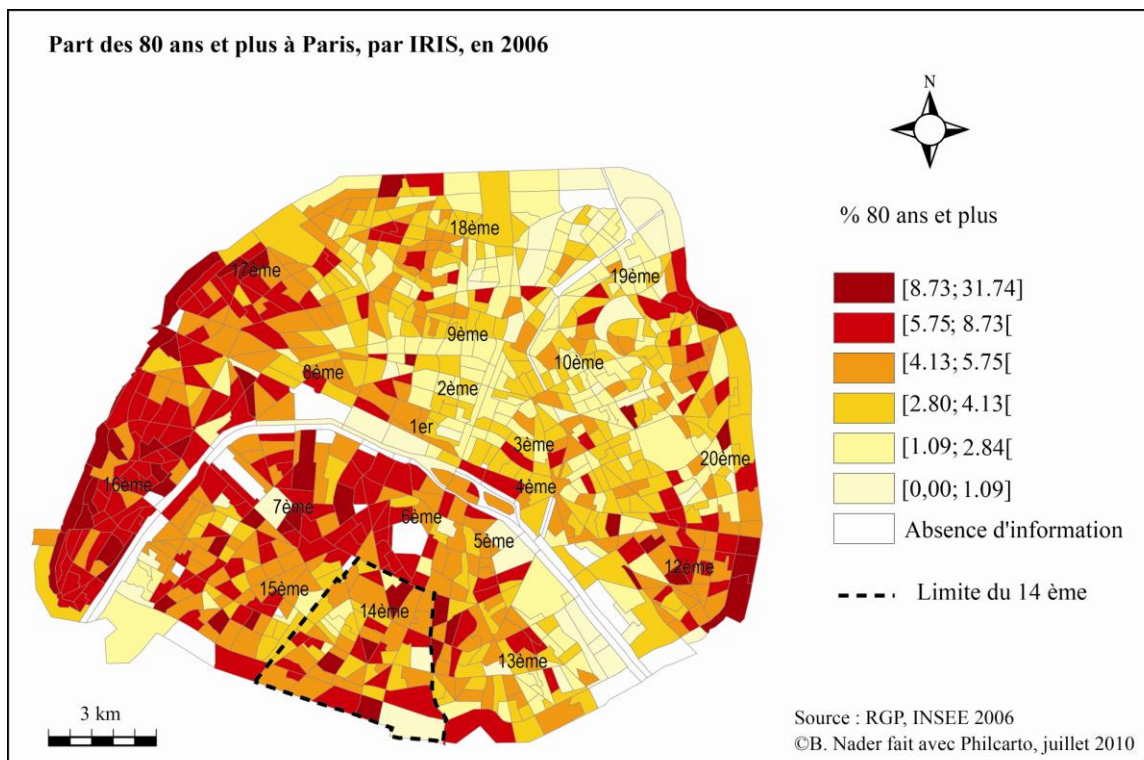 Part des 80 ans et plus à Paris, par IRIS, en 2006
N
% 80 ans et plus
[8.73; 31.74]
[5.75; 8.73[
[4.13; 5.75[
[2.80; 4.13[
[1.09; 2.84[
[0,00; 1.09]
Absence d'information
Limite du 14 ème
18ème
17ème
19ème
9ème
10ème
8ème
2ème
1er
3ème
20ème
16ème
4ème
7ème
6ème
5ème
12ème
15ème
14ème
13ème
3 km
Source : RGP, INSEE 2006
©B. Nader fait avec Philcarto, juillet 2010